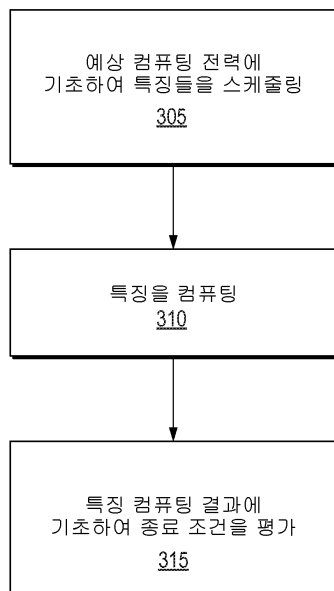 예상 컴퓨팅 전력에
기초하여 특징들을 스케줄링
305
특징을 컴퓨팅
310
특징 컴퓨팅 결과에
기초하여 종료 조건을 평가
315